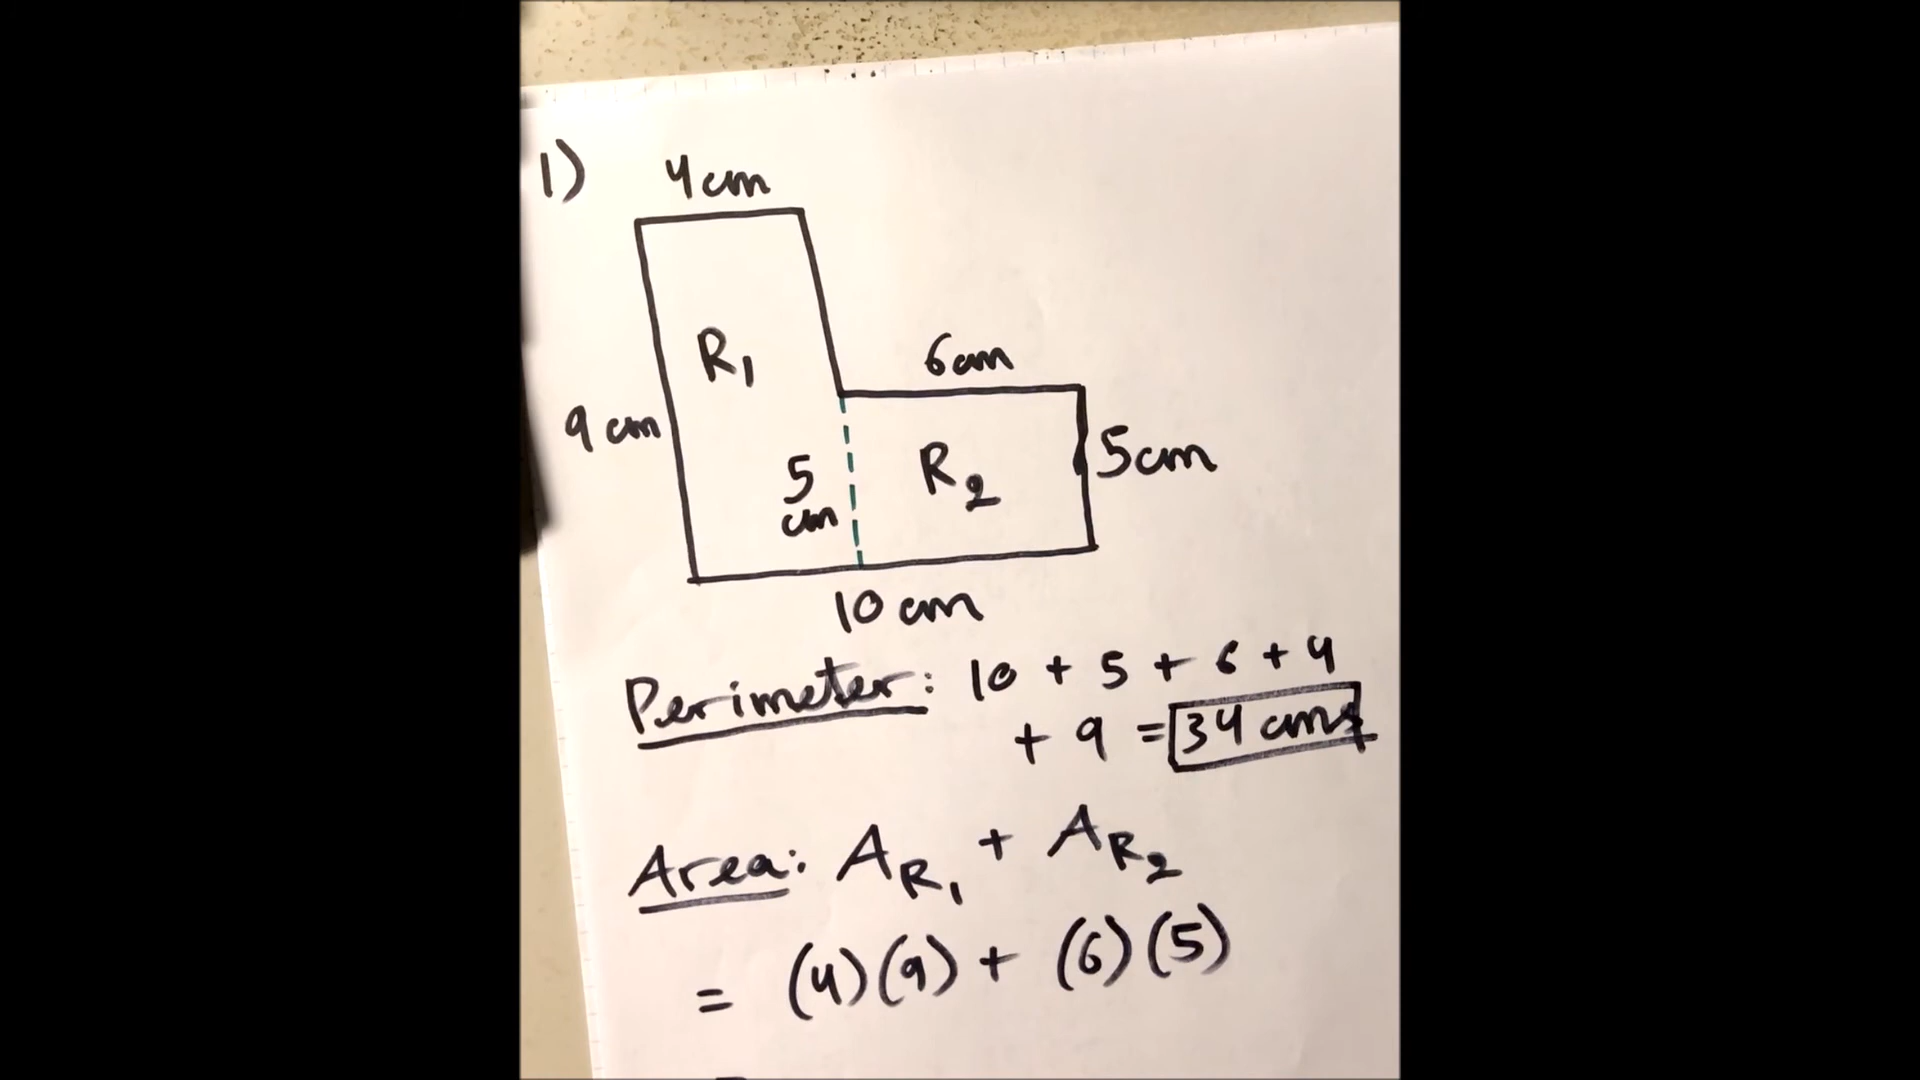 1)
4 cm
R1
6 cm
9 cm
5 cm
R2
5 cm
10 cm
Perimeter: 10 + 5 + 6 + 4
+ 9 = 34 cms
Area: AR1 + AR2
= (4)(9) + (6)(5)